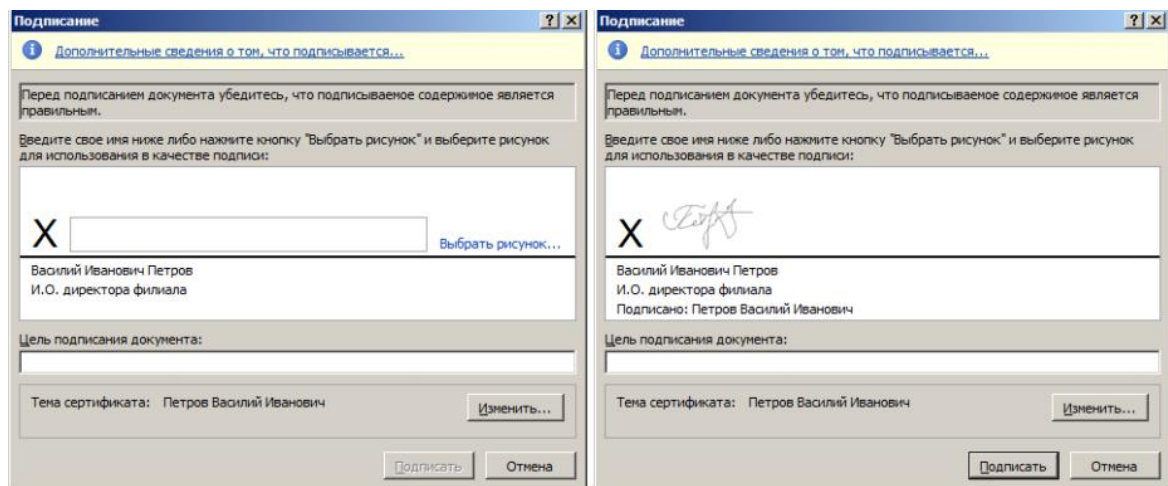 Подписание
Дополнительные сведения о том, что подписывается...
Перед подписанием документа убедитесь, что подписываемое содержимое является
правильным.
Введите свое имя ниже либо нажмите кнопку "Выбрать рисунок" и выберите рисунок
для использования в качестве подписи:
X
Выбрать рисунок...
Василий Иванович Петров
И.О. директора филиала
Цель подписания документа:
Тема сертификата: Петров Василий Иванович
Изменить...
Подписать
Отмена
Подписание
Дополнительные сведения о том, что подписывается...
Перед подписанием документа убедитесь, что подписываемое содержимое является
правильным.
Введите свое имя ниже либо нажмите кнопку "Выбрать рисунок" и выберите рисунок
для использования в качестве подписи:
X
Василий Иванович Петров
И.О. директора филиала
Подписано: Петров Василий Иванович
Цель подписания документа:
Тема сертификата: Петров Василий Иванович
Изменить...
Подписать
Отмена